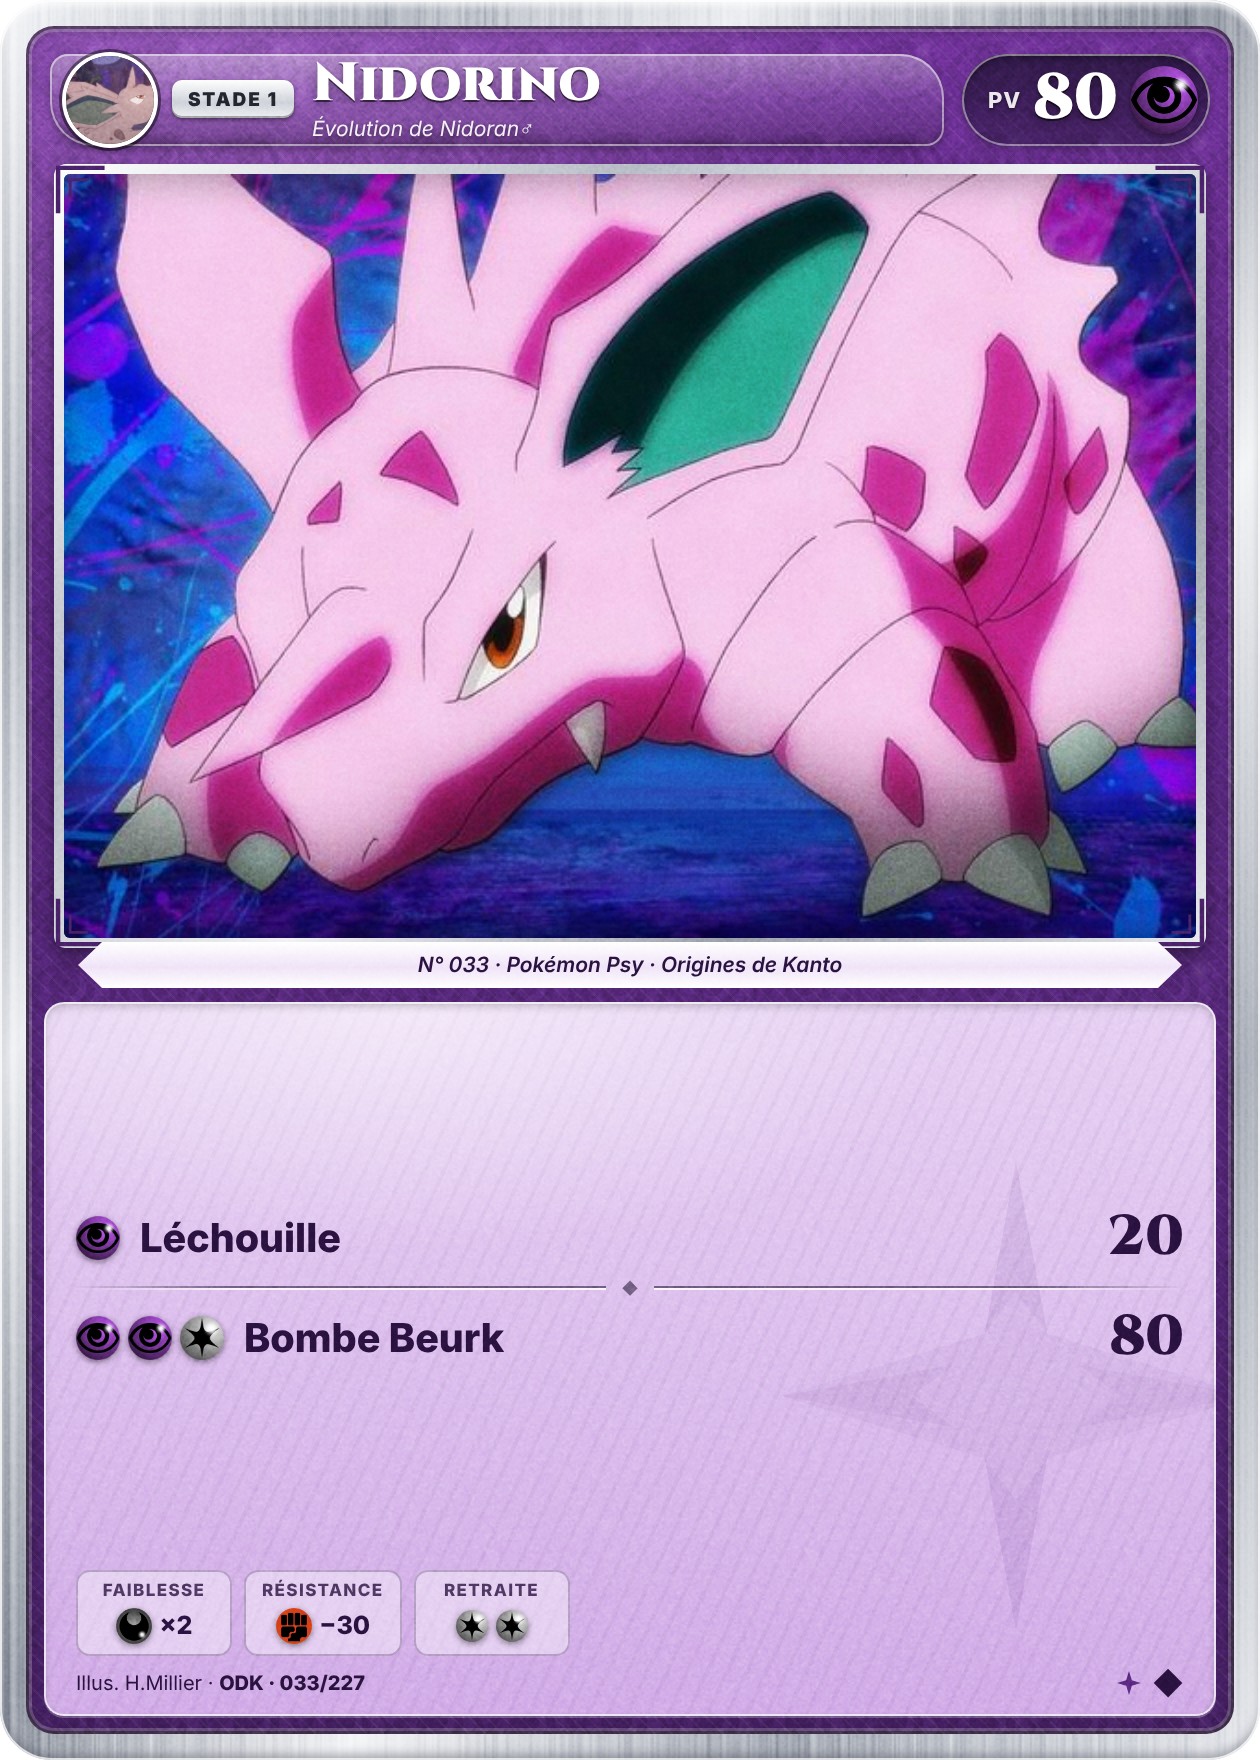 STADE 1
NIDORINO
Évolution de Nidoran♂
PV 80
N° 033 · Pokémon Psy · Origines de Kanto
Léchouille 20
Bombe Beurk 80
FAIBLESSE
×2
RÉSISTANCE
−30
RETRAITE
Illus. H.Millier · ODK · 033/227